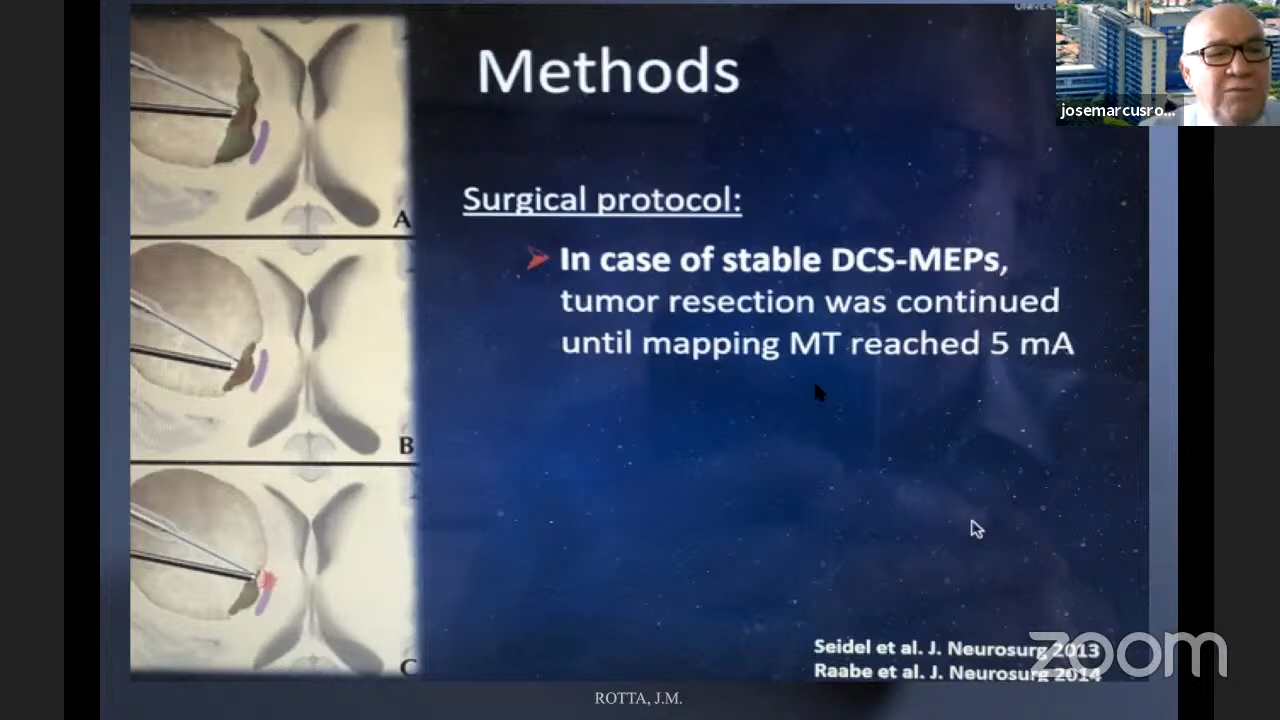 Methods
josemarcusro...
Surgical protocol:
In case of stable DCS-MEPs,
tumor resection was continued
until mapping MT reached 5 mA
A
B
C
Seidel et al. J. Neurosurg 2013
Raabe et al. J. Neurosurg 2014
zoom
ROTTA, J.M.